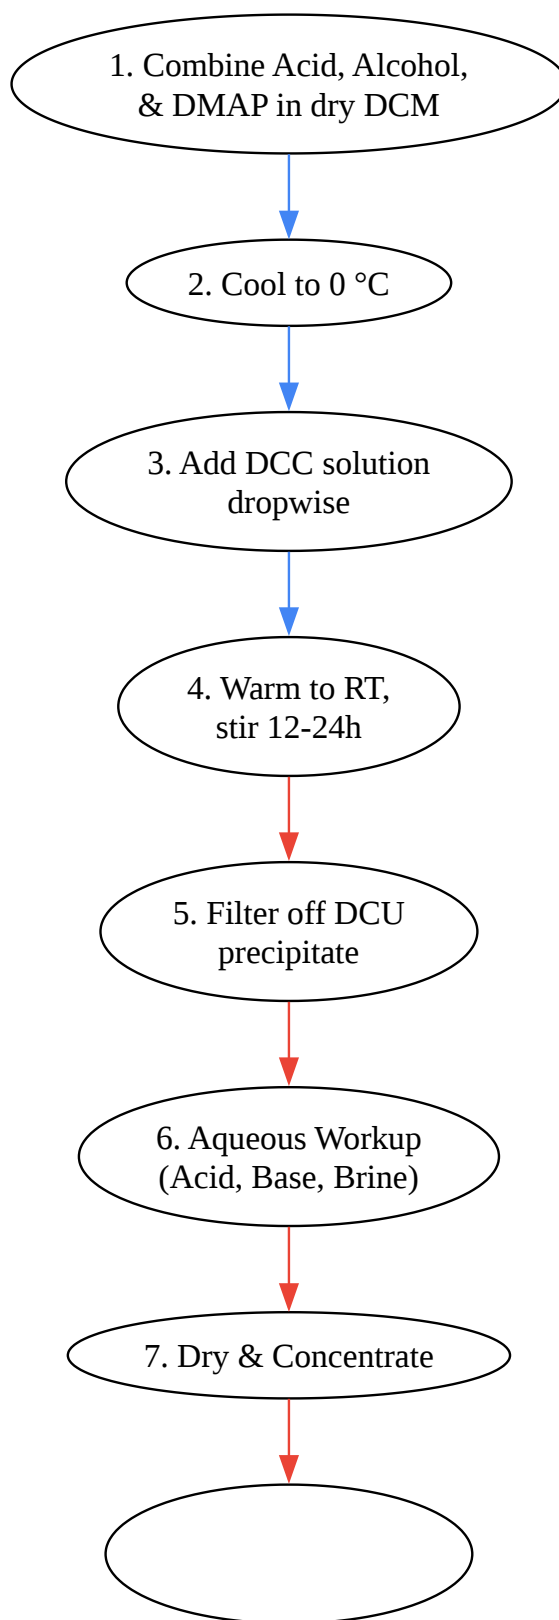 1. Combine Acid, Alcohol,
& DMAP in dry DCM
2. Cool to 0 °C
3. Add DCC solution
dropwise
4. Warm to RT,
stir 12-24h
5. Filter off DCU
precipitate
6. Aqueous Workup
(Acid, Base, Brine)
7. Dry & Concentrate